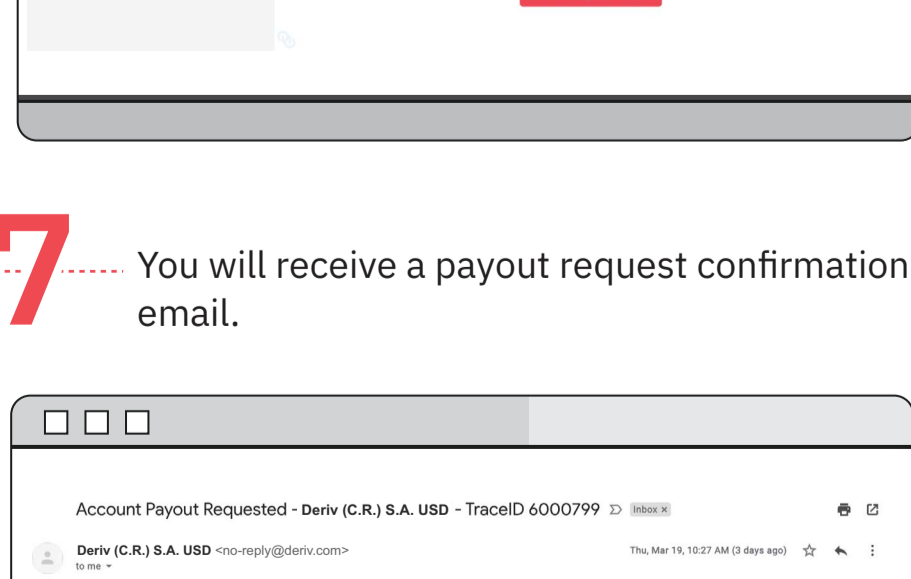 7
You will receive a payout request confirmation
email.
Account Payout Requested - Deriv (C.R.) S.A. USD - TraceID 6000799 Inbox ×
Deriv (C.R.) S.A. USD <no-reply@deriv.com> Thu, Mar 19, 10:27 AM (3 days ago)
to me